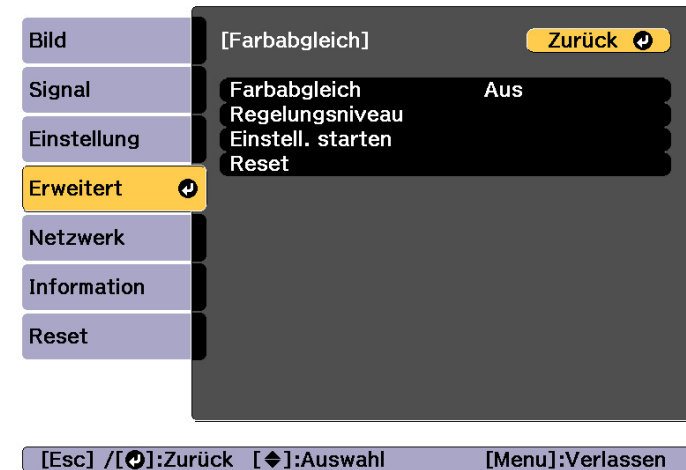 Bild
Signal
Einstellung
Erweitert
Netzwerk
Information
Reset
[Farbabgleich] Zurück
Farbabgleich Aus
Regelungsniveau
Einstell. starten
Reset
[Esc] /[ ]:Zurück [ ]:Auswahl [Menu]:Verlassen